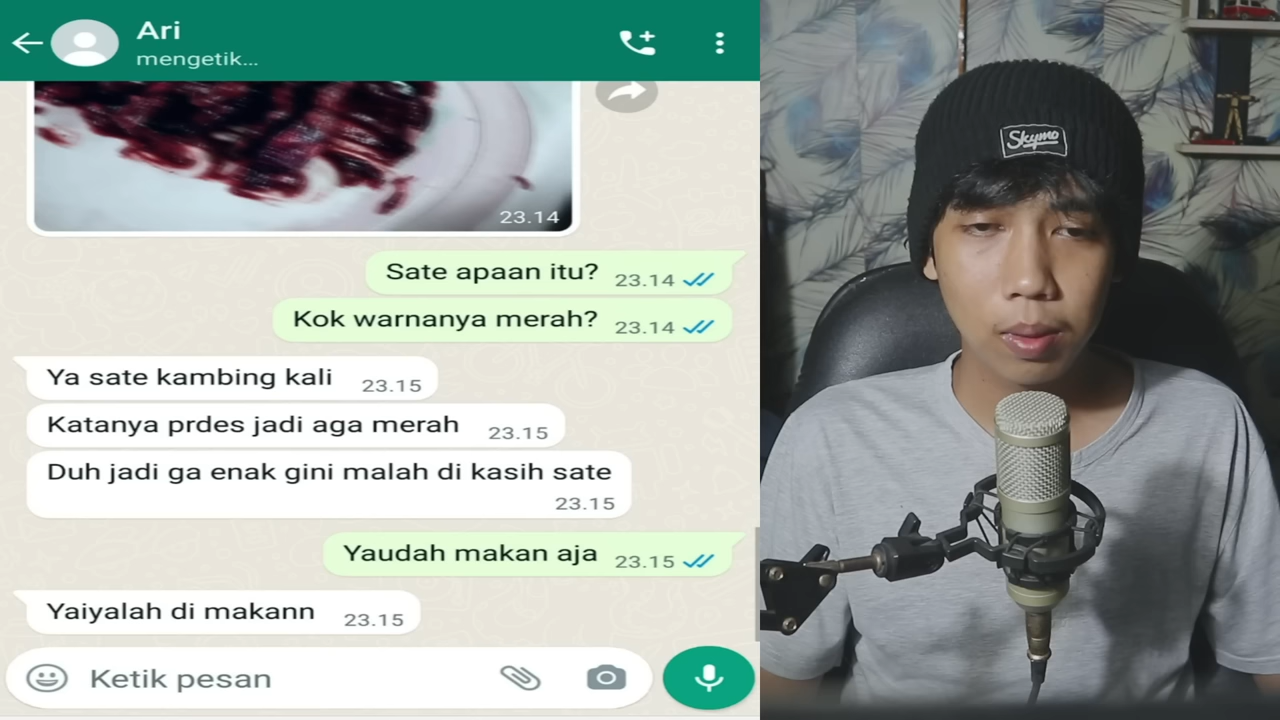 Ari
mengetik...
23.14
Sate apaan itu? 23.14
Kok warnanya merah? 23.14
Ya sate kambing kali 23.15
Katanya prdes jadi aga merah 23.15
Duh jadi ga enak gini malah di kasih sate
23.15
Yaudah makan aja 23.15
Yaiyalah di makann 23.15
Ketik pesan
Skymo